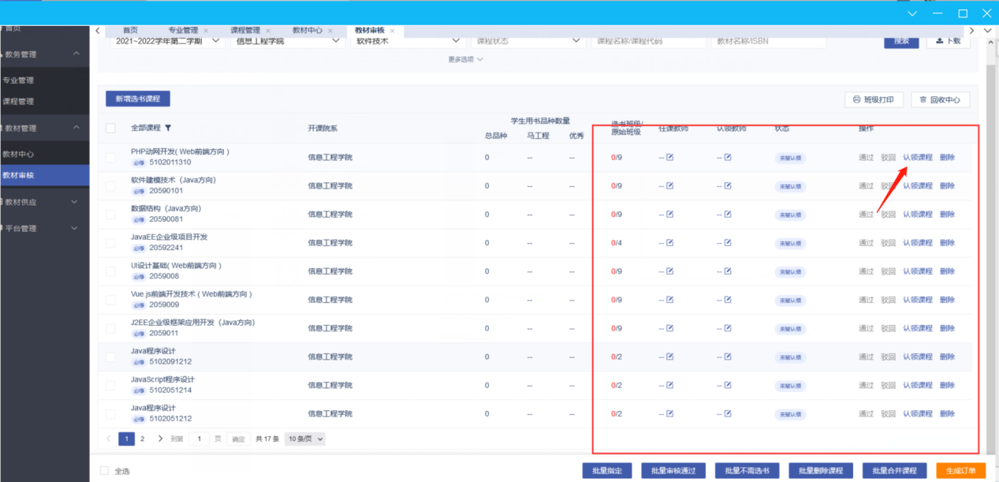 首页
教务管理
专业管理
课程管理
教材管理
教材中心
教材审核
教材供应
平台管理
首页 专业管理 × 课程管理 × 教材中心 × 教材审核 ×
2021~2022学年第二学期 信息工程学院 软件技术 课程状态 课程名称/课程代码 教材名称/ISBN 搜索 下载
更多选项
新增选书课程 班级打印 回收中心
全部课程 开课院系 学生用书品种数量 总品种 马工程 优秀 选书班级/原始班级 任课教师 认领教师 状态 操作
PHP动网开发( Web前端方向 )
必修 5102011310 信息工程学院 0 -- -- 0/9 -- -- 未被认领 通过 驳回 认领课程 删除
软件建模技术（Java方向)
必修 20590101 信息工程学院 0 -- -- 0/9 -- -- 未被认领 通过 驳回 认领课程 删除
数据结构（Java方向)
必修 20590081 信息工程学院 0 -- -- 0/9 -- -- 未被认领 通过 驳回 认领课程 删除
JavaEE企业级项目开发
必修 20592241 信息工程学院 0 -- -- 0/4 -- -- 未被认领 通过 驳回 认领课程 删除
UI设计基础( Web前端方向 )
必修 2059008 信息工程学院 0 -- -- 0/9 -- -- 未被认领 通过 驳回 认领课程 删除
Vue.js前端开发技术 ( Web前端方向 )
必修 2059009 信息工程学院 0 -- -- 0/9 -- -- 未被认领 通过 驳回 认领课程 删除
J2EE企业级框架应用开发（Java方向)
必修 2059011 信息工程学院 0 -- -- 0/9 -- -- 未被认领 通过 驳回 认领课程 删除
Java程序设计
必修 5102091212 信息工程学院 0 -- -- 0/2 -- -- 未被认领 通过 驳回 认领课程 删除
JavaScript程序设计
必修 5102051214 信息工程学院 0 -- -- 0/2 -- -- 未被认领 通过 驳回 认领课程 删除
Java程序设计
必修 5102051212 信息工程学院 0 -- -- 0/2 -- -- 未被认领 通过 驳回 认领课程 删除
1 2 到第 1 页 确定 共 17 条 10 条/页
全选 批量指定 批量审核通过 批量不需选书 批量删除课程 批量合并课程 生成订单